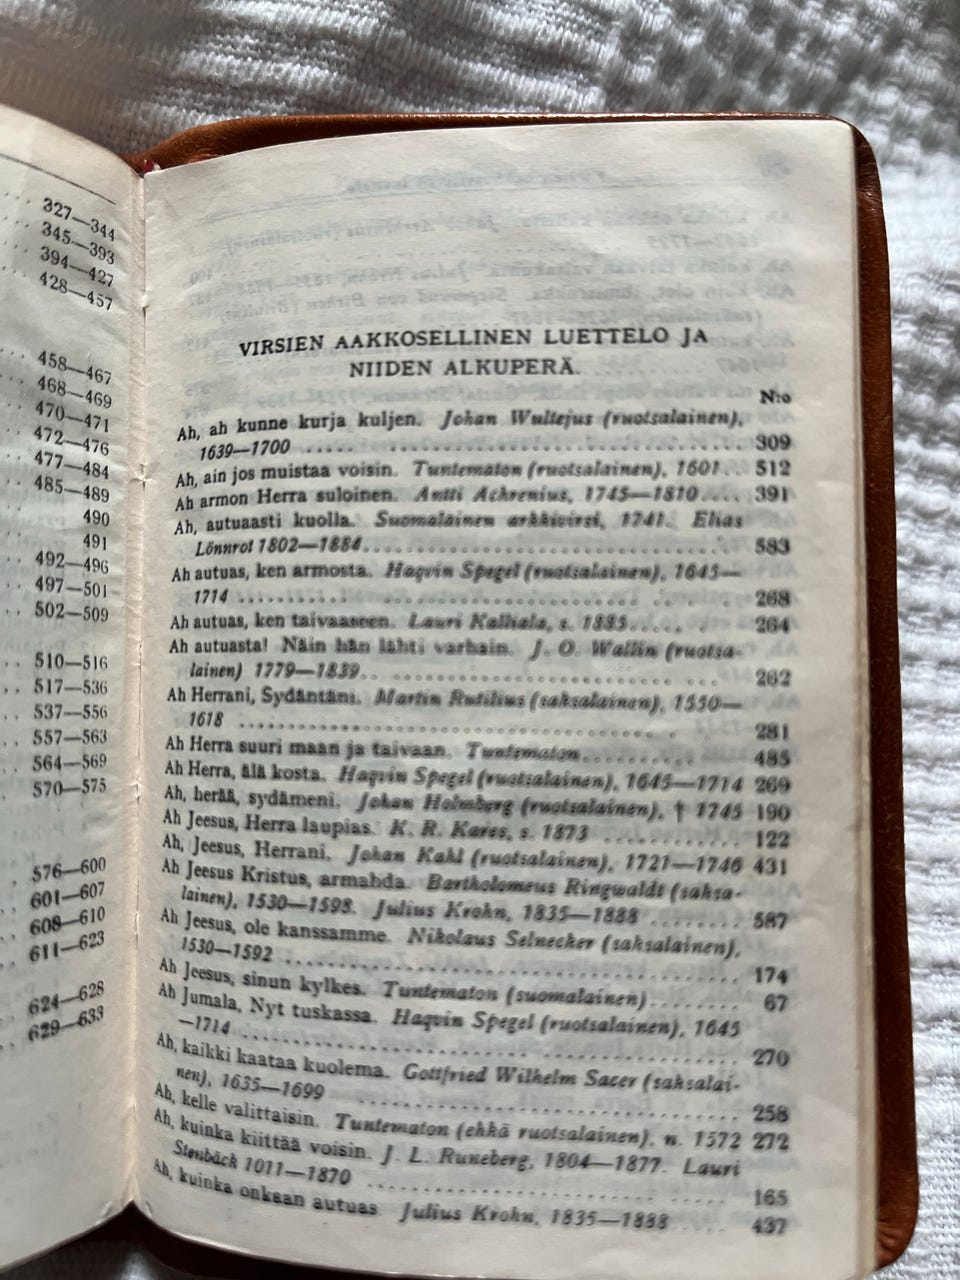 327—344
345—393
394—427
428—457
458—467
468—469
470—471
472—476
477—484
485—489
490
491
492—496
497—501
502—509
510—516
517—536
537—556
557—563
564—569
570—575
576—600
601—607
608—610
611—623
624—628
629—633
VIRSIEN AAKKOSELLINEN LUETTELO JA
NIIDEN ALKUPERÄ.
N:o
Ah, ah kunne kurja kuljen. Johan Wultejus (ruotsalainen),
1639—1700 ..... 309
Ah, ain jos muistaa voisin. Tuntematon (ruotsalainen), 1601.. 512
Ah armon Herra suloinen. Antti Achrenius, 1745—1810.... 391
Ah, autuaasti kuolla. Suomalainen arkkivirsi, 1741. Elias
Lönnrot 1802—1884..... 583
Ah autuas, ken armosta. Haqvin Spegel (ruotsalainen), 1645—
1714 ..... 268
Ah autuas, ken taivaaseen. Lauri Kalliala, s. 1885..... 264
Ah autuasta! Näin hän lähti varhain. J. O. Wallin (ruotsa-
lainen) 1779—1839..... 262
Ah Herrani, Sydäntäni. Martin Rutilius (saksalainen), 1550—
1618 ..... 281
Ah Herra suuri maan ja taivaan. Tuntematon..... 485
Ah Herra, älä kosta. Haqvin Spegel (ruotsalainen), 1645—1714 269
Ah, herää, sydämeni. Johan Holmberg (ruotsalainen), † 1745 190
Ah Jeesus, Herra laupias. K. R. Kares, s. 1873 ..... 122
Ah, Jeesus, Herrani. Johan Kahl (ruotsalainen), 1721—1746 431
Ah Jeesus Kristus, armahda. Bartholomeus Ringwaldt (saksa-
lainen), 1530—1598. Julius Krohn, 1835—1888 ..... 587
Ah Jeesus, ole kanssamme. Nikolaus Selnecker (saksalainen),
1530—1592 ..... 174
Ah Jeesus, sinun kylkes. Tuntematon (suomalainen)..... 67
Ah Jumala, Nyt tuskassa. Haqvin Spegel (ruotsalainen), 1645
—1714..... 270
Ah, kaikki kaataa kuolema. Gottfried Wilhelm Sacer (saksalai-
nen), 1635—1699 ..... 258
Ah, kelle valittaisin. Tuntematon (ehkä ruotsalainen), n. 1572 272
Ah, kuinka kiittää voisin. J. L. Runeberg, 1804—1877. Lauri
Stenbäck 1011—1870 ..... 165
Ah, kuinka onkaan autuas. Julius Krohn, 1835—1888..... 437